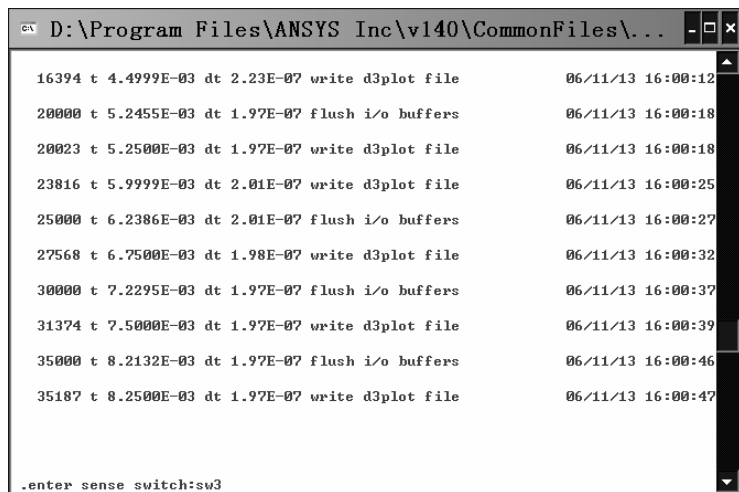 D:\Program Files\ANSYS Inc\v140\CommonFiles\...
16394 t 4.4999E-03 dt 2.23E-07 write d3plot file 06/11/13 16:00:12
20000 t 5.2455E-03 dt 1.97E-07 flush i/o buffers 06/11/13 16:00:18
20023 t 5.2500E-03 dt 1.97E-07 write d3plot file 06/11/13 16:00:18
23816 t 5.9999E-03 dt 2.01E-07 write d3plot file 06/11/13 16:00:25
25000 t 6.2386E-03 dt 2.01E-07 flush i/o buffers 06/11/13 16:00:27
27568 t 6.7500E-03 dt 1.98E-07 write d3plot file 06/11/13 16:00:32
30000 t 7.2295E-03 dt 1.97E-07 flush i/o buffers 06/11/13 16:00:37
31374 t 7.5000E-03 dt 1.97E-07 write d3plot file 06/11/13 16:00:39
35000 t 8.2132E-03 dt 1.97E-07 flush i/o buffers 06/11/13 16:00:46
35187 t 8.2500E-03 dt 1.97E-07 write d3plot file 06/11/13 16:00:47
.enter sense switch:sw3